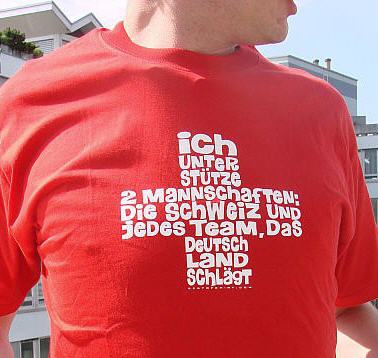 ich
UNTER
STÜTZE
2 MANNSCHAFTEN:
DIE SCHWEIZ UND
JEDES TEAM, DAS
DEUTSCH
LAND
SCHLÄGT